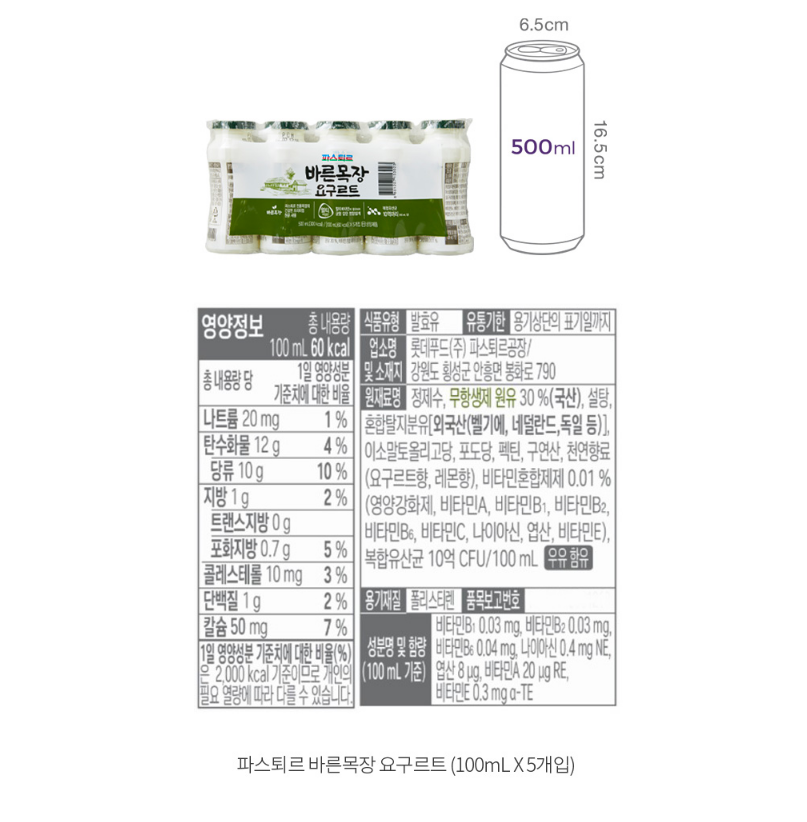 6.5cm
500ml
16.5cm
파스퇴르
바른목장
요구르트
영양정보
총 내용량
100 mL 60 kcal
총 내용량 당
1일 영양성분
기준치에 대한 비율
나트륨 20 mg 1 %
탄수화물 12 g 4 %
당류 10 g 10 %
지방 1 g 2 %
트랜스지방 0 g
포화지방 0.7 g 5 %
콜레스테롤 10 mg 3 %
단백질 1 g 2 %
칼슘 50 mg 7 %
1일 영양성분 기준치에 대한 비율(%)
은 2,000 kcal 기준이므로 개인의
필요 열량에 따라 다를 수 있습니다.
식품유형 발효유 유통기한 용기상단의 표기일까지
업소명 및 소재지
롯데푸드(주) 파스퇴르공장/
강원도 횡성군 안흥면 봉화로 790
원재료명 정제수, 무항생제 원유 30 %(국산), 설탕,
혼합탈지분유[외국산(벨기에, 네덜란드,독일 등)],
이소말토올리고당, 포도당, 펙틴, 구연산, 천연향료
(요구르트향, 레몬향), 비타민혼합제제 0.01 %
(영양강화제, 비타민A, 비타민B1, 비타민B2,
비타민B6, 비타민C, 나이아신, 엽산, 비타민E),
복합유산균 10억 CFU/100 mL 우유 함유
용기재질 폴리스티렌 품목보고번호
성분명 및 함량
(100 mL 기준)
비타민B1 0.03 mg, 비타민B2 0.03 mg,
비타민B6 0.04 mg, 나이아신 0.4 mg NE,
엽산 8 μg, 비타민A 20 μg RE,
비타민E 0.3 mg α-TE
파스퇴르 바른목장 요구르트 (100mL X 5개입)